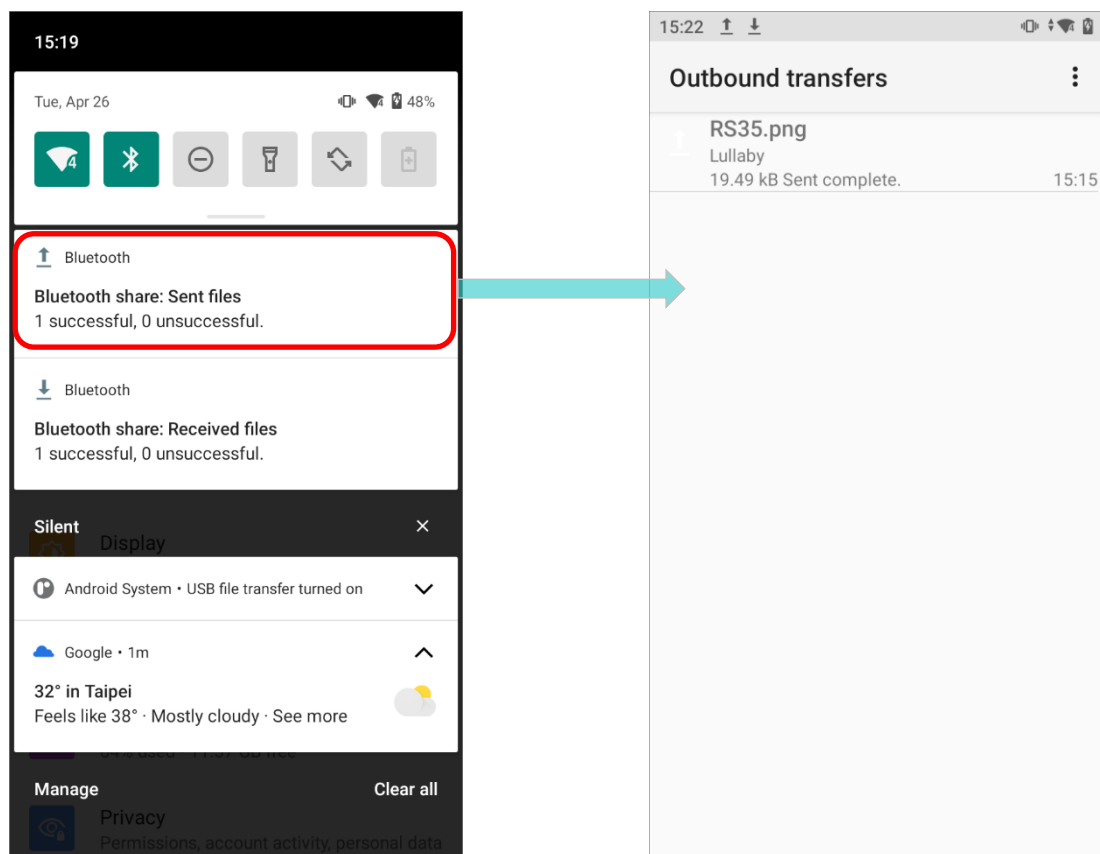 15:19
Tue, Apr 26
48%
4
Bluetooth
Bluetooth share: Sent files
1 successful, 0 unsuccessful.
Bluetooth
Bluetooth share: Received files
1 successful, 0 unsuccessful.
Silent
Display
Android System • USB file transfer turned on
Google • 1m
32° in Taipei
Feels like 38° · Mostly cloudy · See more
Manage
Clear all
Privacy
Permissions, account activity, personal data
15:22
Outbound transfers
RS35.png
Lullaby
19.49 kB Sent complete.
15:15